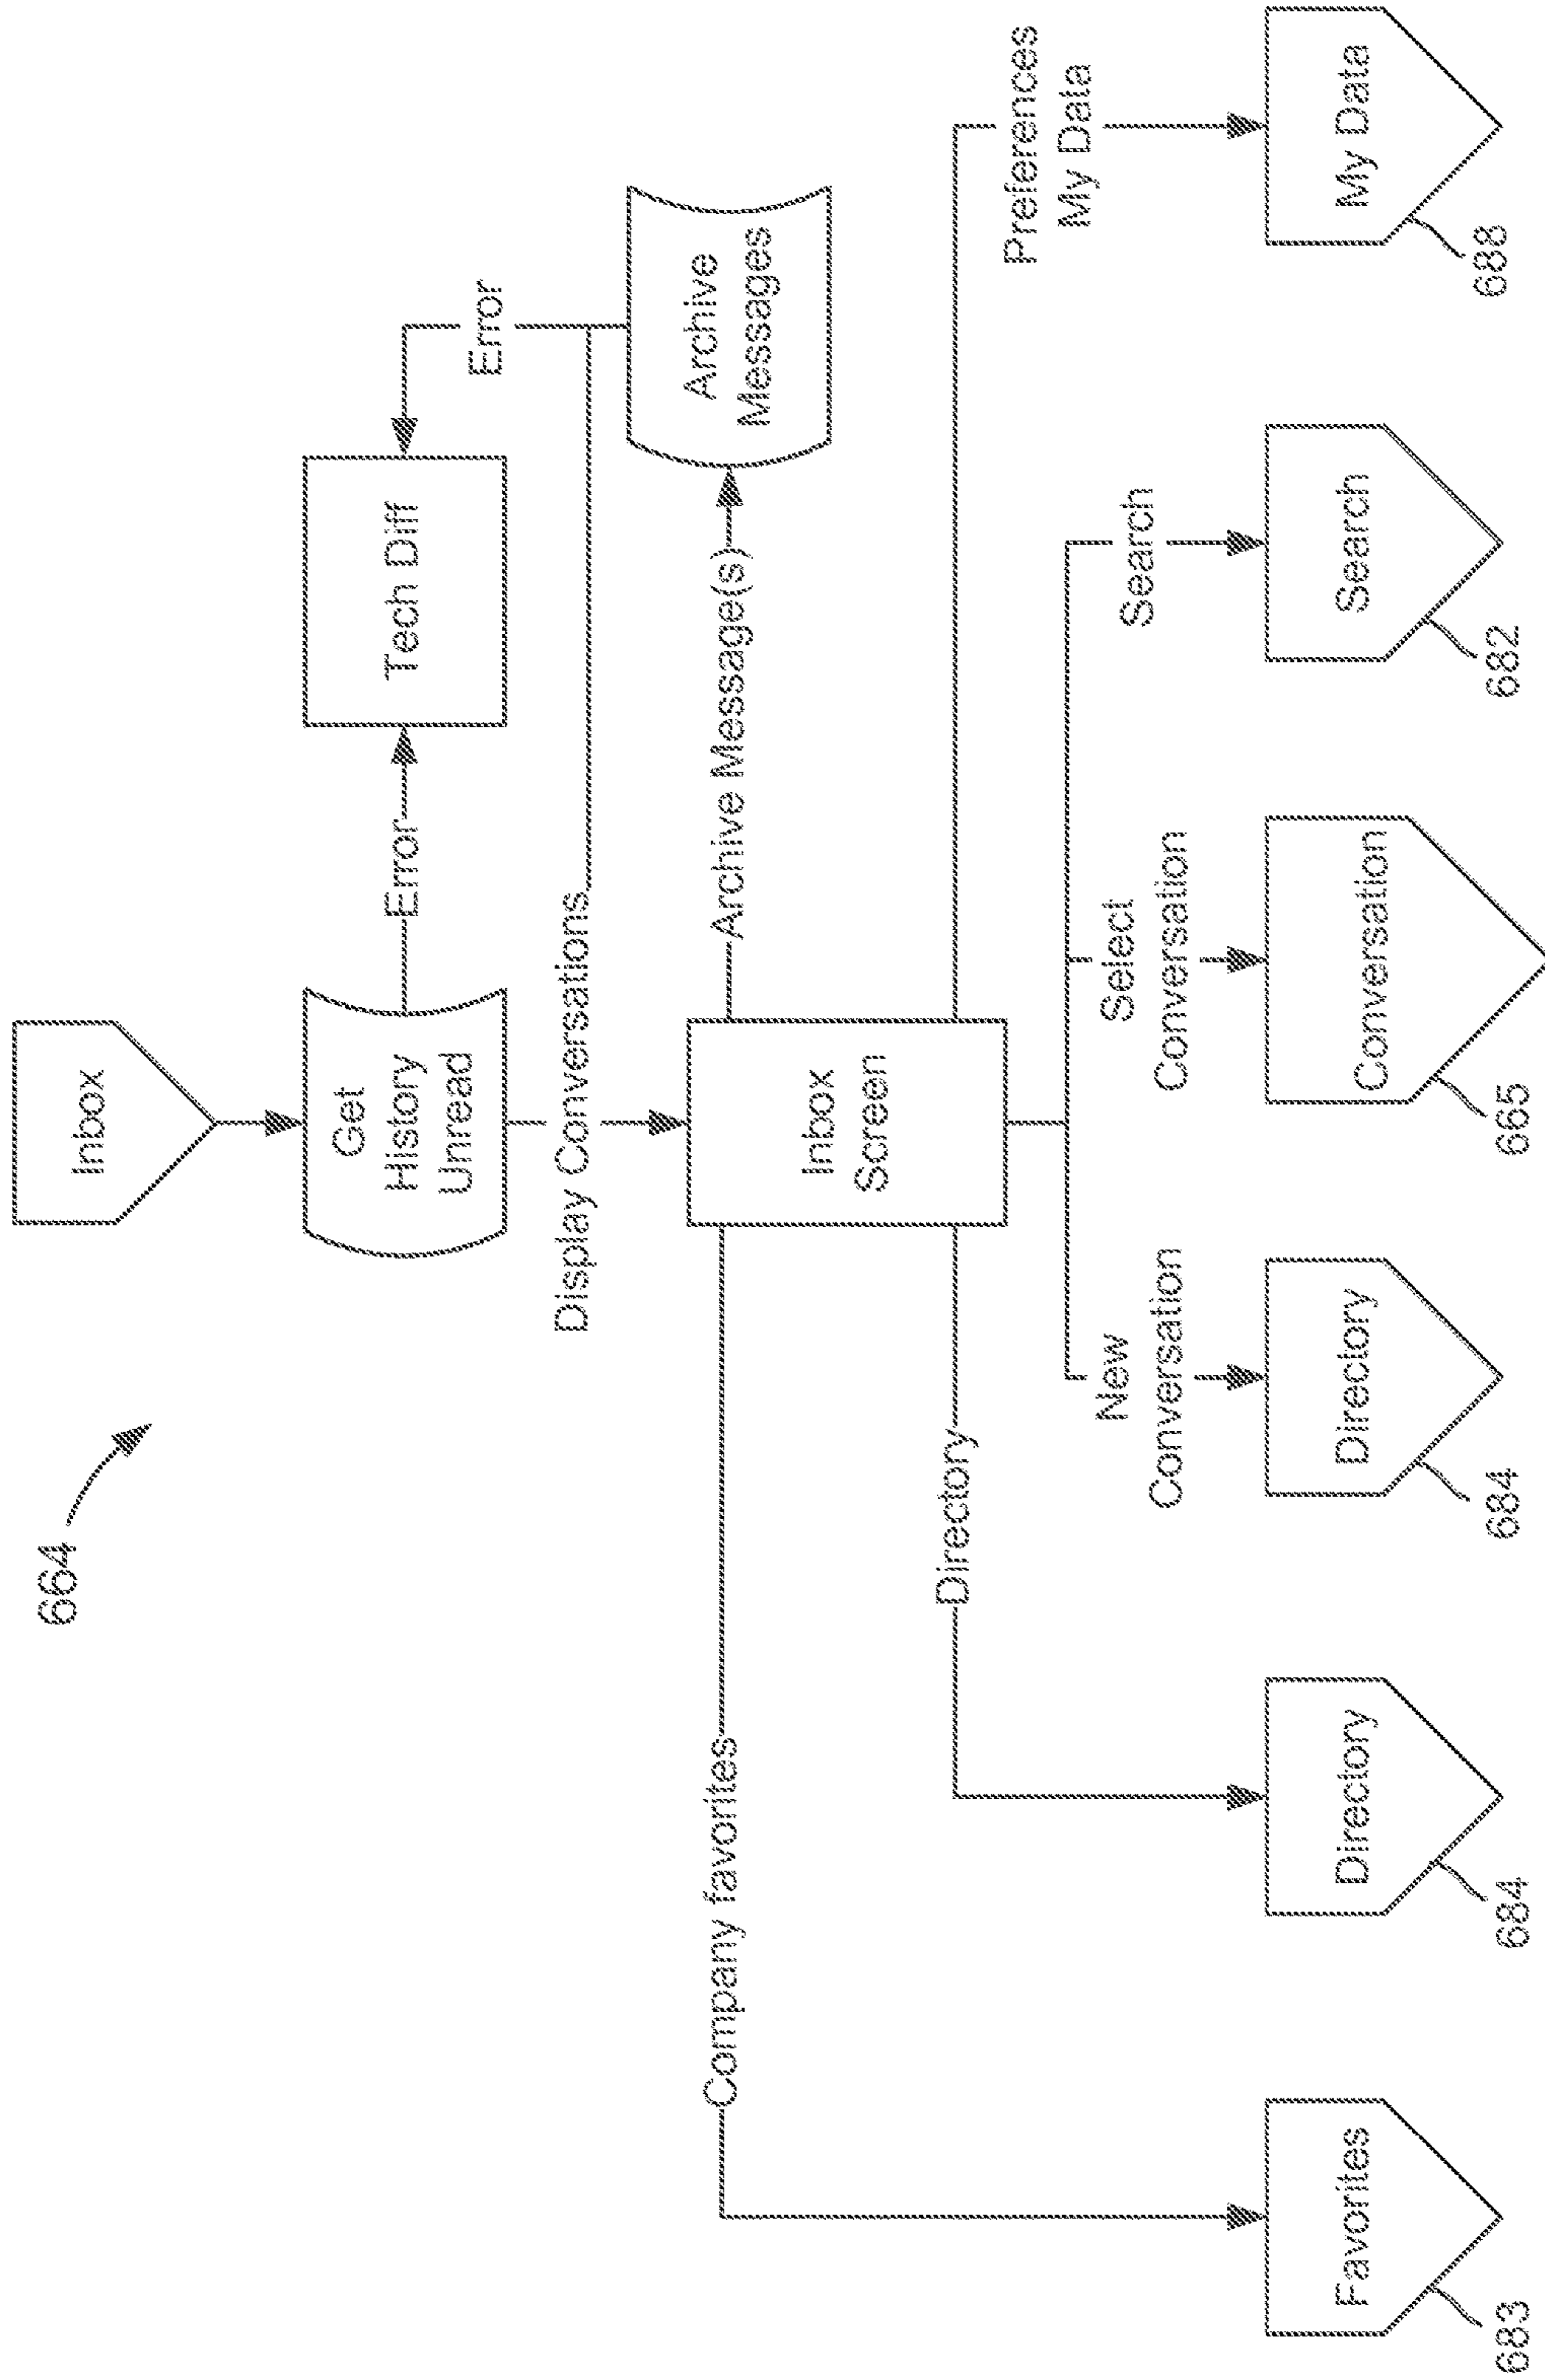 664
Inbox
Get
History
Unread
Error
Tech Diff
Error
Display Conversations
Archive
Messages
Company favorites
Inbox
Screen
Archive Message(s)
Directory
Preferences
My Data
New
Conversation
Select
Conversation
Search
Favorites
Directory
Directory
Conversation
Search
My Data
683
684
684
665
682
688